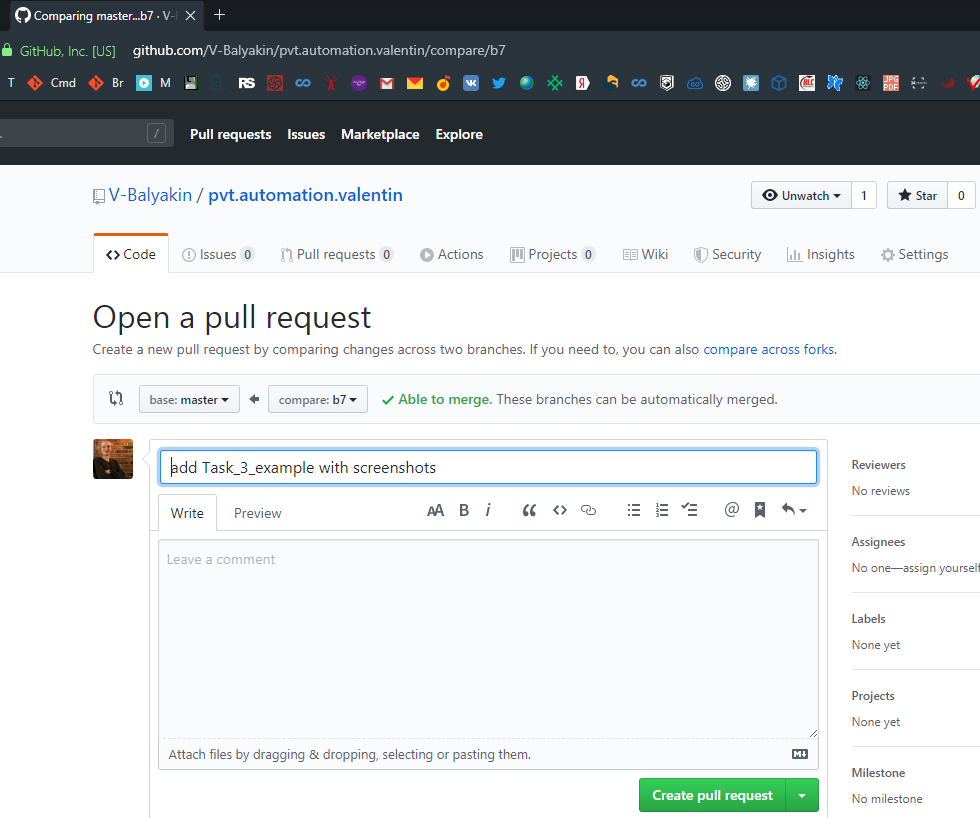 Comparing master...b7 · V-
GitHub, Inc. [US] github.com/V-Balyakin/pvt.automation.valentin/compare/b7
T Cmd Br M RS
/ Pull requests Issues Marketplace Explore
V-Balyakin / pvt.automation.valentin Unwatch 1 Star 0
Code Issues 0 Pull requests 0 Actions Projects 0 Wiki Security Insights Settings
Open a pull request
Create a new pull request by comparing changes across two branches. If you need to, you can also compare across forks.
base: master compare: b7 Able to merge. These branches can be automatically merged.
add Task_3_example with screenshots
Write Preview AA B i
Leave a comment
Attach files by dragging & dropping, selecting or pasting them.
Create pull request
Reviewers
No reviews
Assignees
No one—assign yourself
Labels
None yet
Projects
None yet
Milestone
No milestone